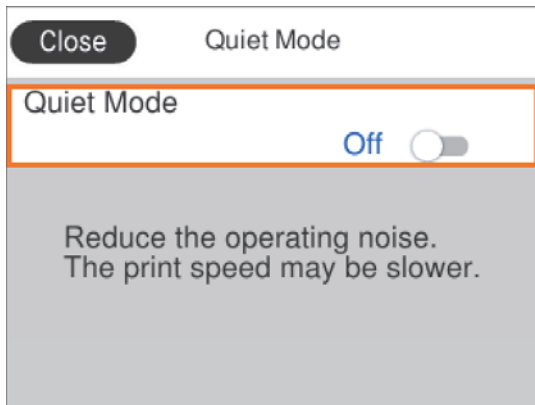 Close
Quiet Mode
Quiet Mode
Off
Reduce the operating noise.
The print speed may be slower.